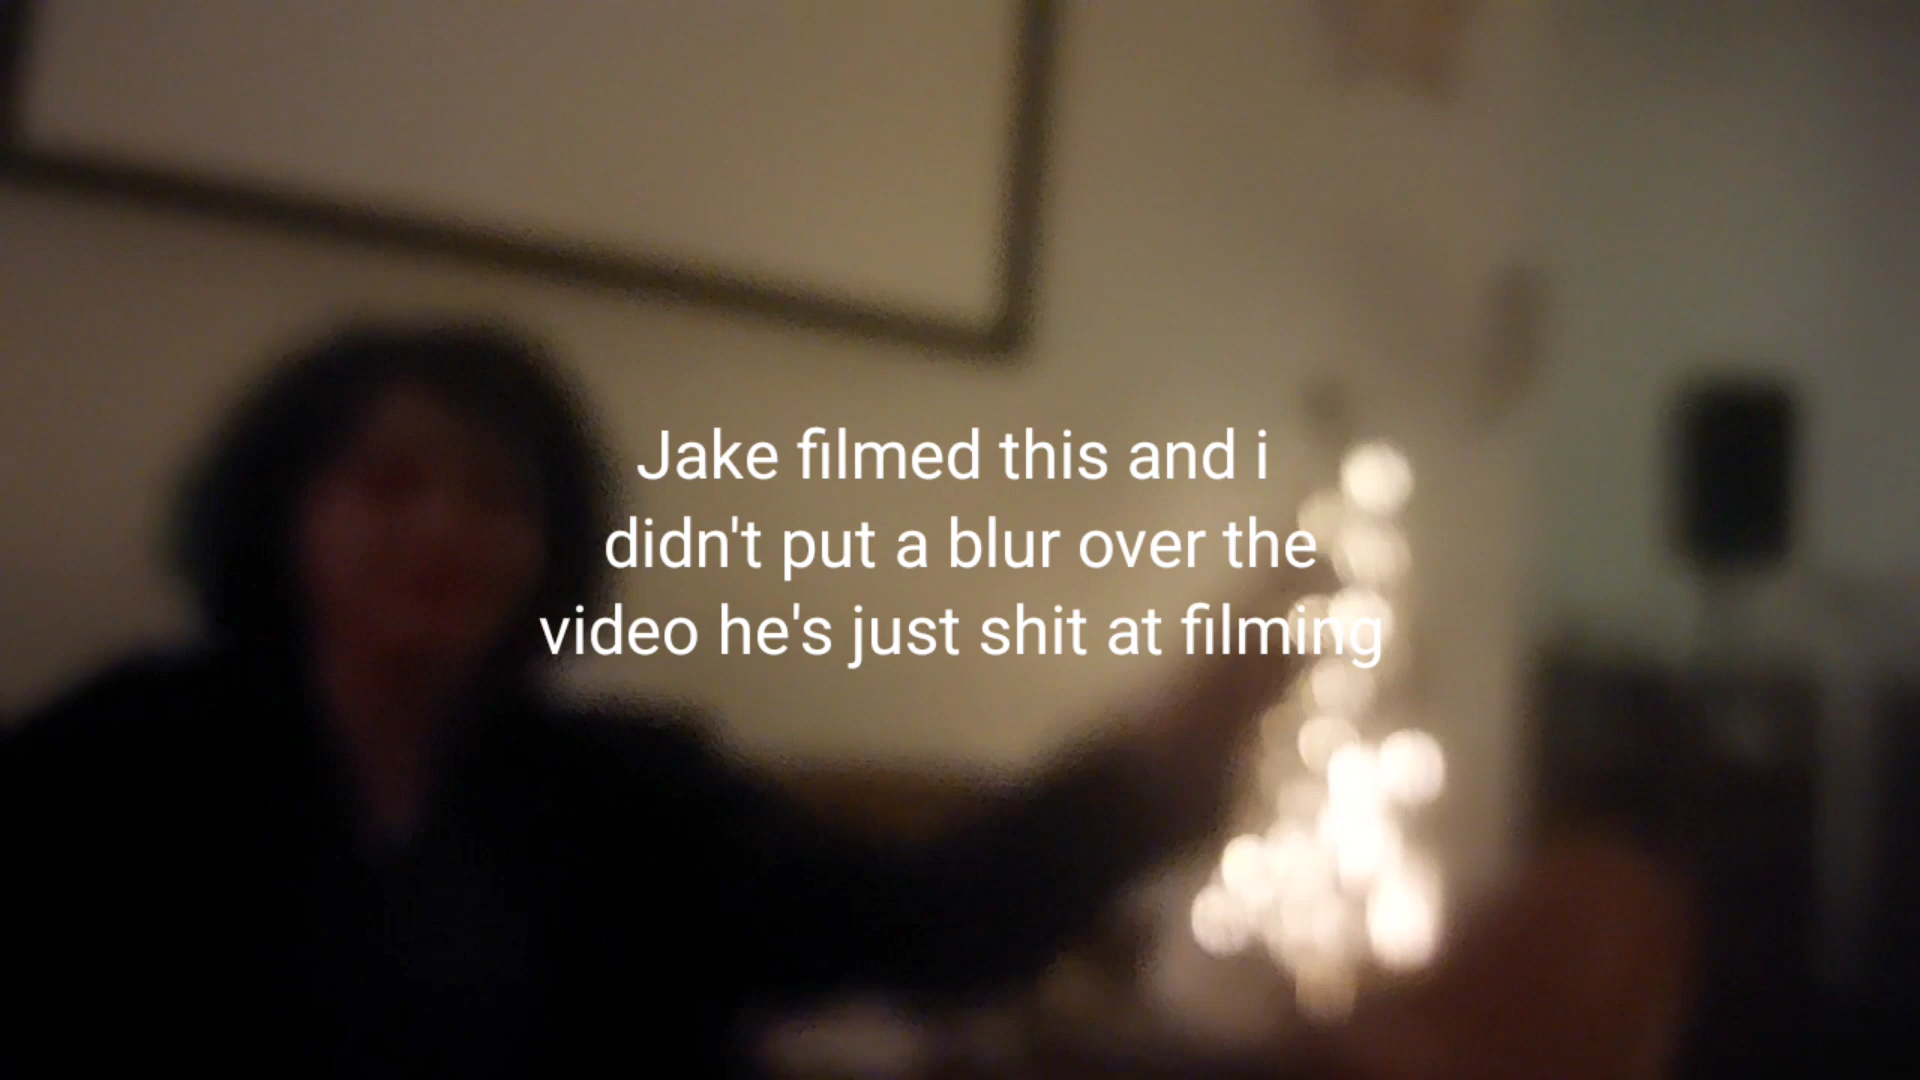 Jake filmed this and i
didn't put a blur over the
video he's just shit at filming